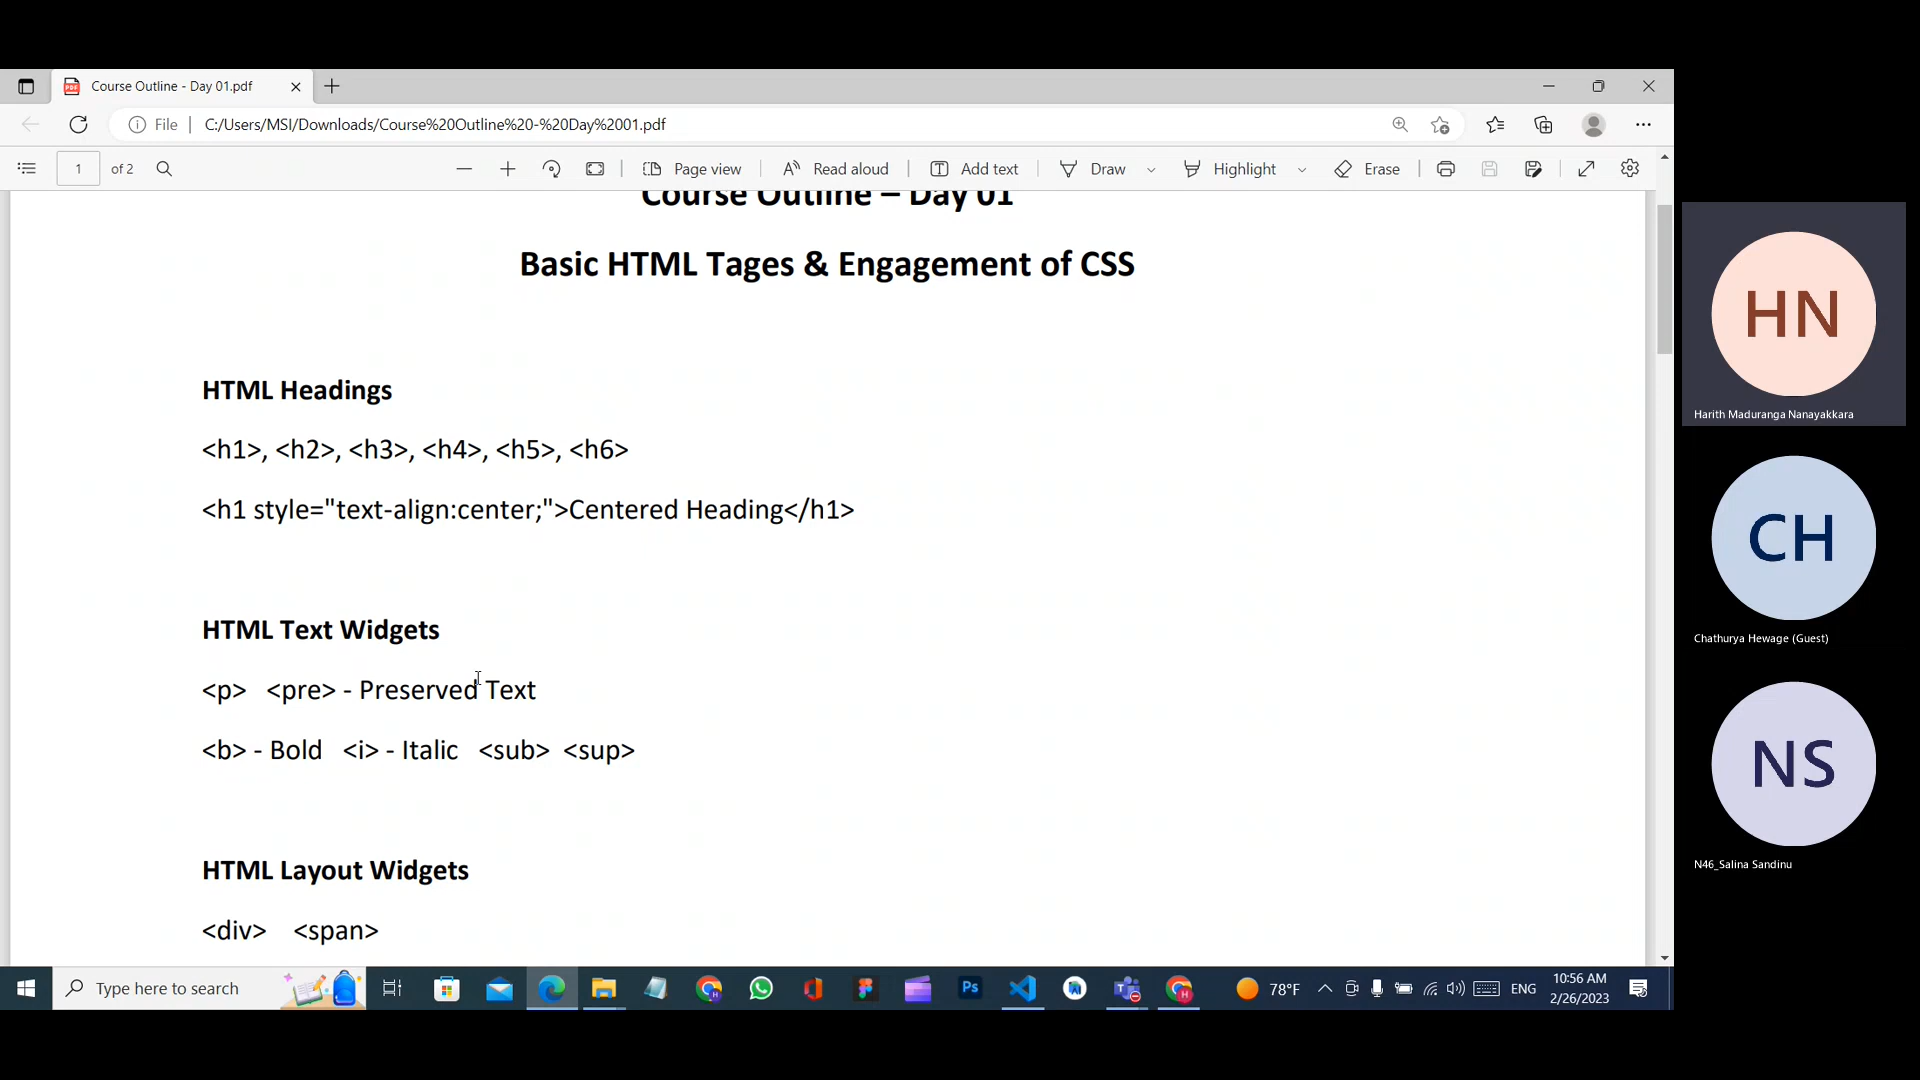 Course Outline - Day 01.pdf
File
C:/Users/MSI/Downloads/Course%20Outline%20-%20Day%2001.pdf
1 of 2
Page view
Read aloud
Add text
Draw
Highlight
Erase
Course Outline – Day 01
Basic HTML Tages & Engagement of CSS
HTML Headings
<h1>, <h2>, <h3>, <h4>, <h5>, <h6>
<h1 style="text-align:center;">Centered Heading</h1>
HTML Text Widgets
<p> <pre> - Preserved Text
<b> - Bold <i> - Italic <sub> <sup>
HTML Layout Widgets
<div> <span>
HN
Harith Maduranga Nanayakkara
CH
Chathurya Hewage (Guest)
NS
N46_Salina Sandinu
Type here to search
Ps
78°F
ENG
10:56 AM
2/26/2023